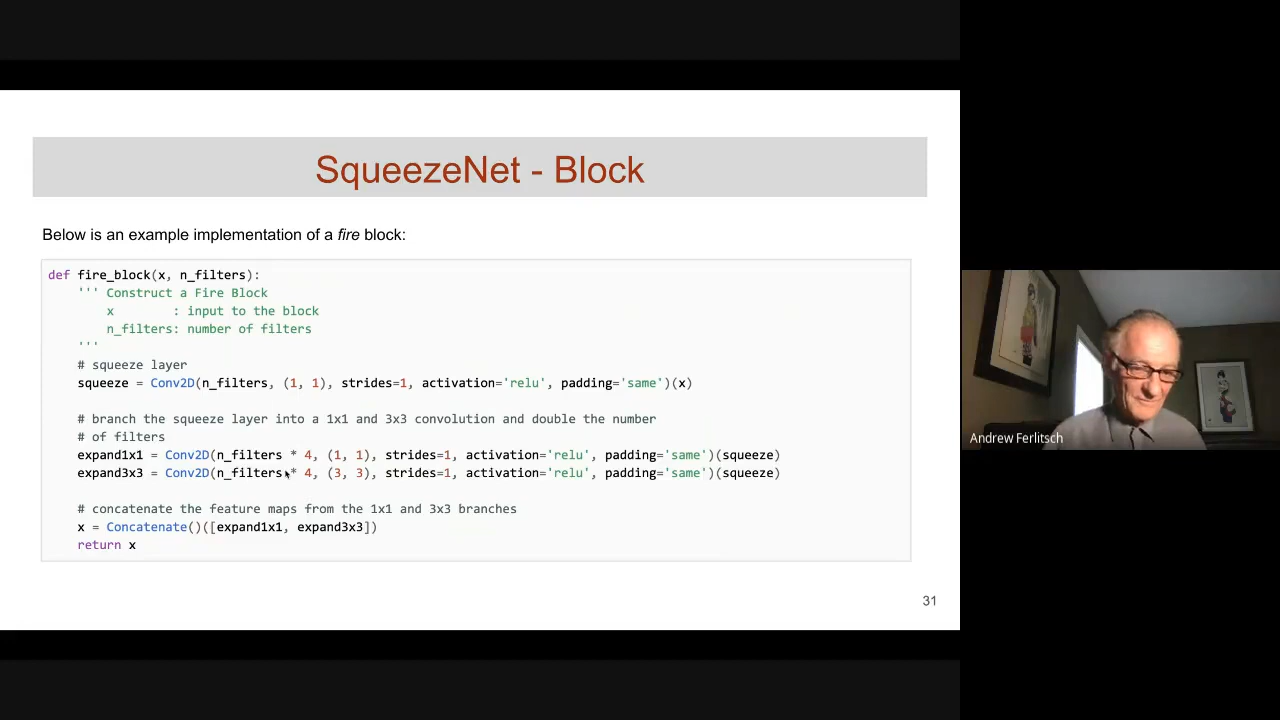 SqueezeNet - Block
Below is an example implementation of a fire block:
def fire_block(x, n_filters):
''' Construct a Fire Block
x : input to the block
n_filters: number of filters
'''
# squeeze layer
squeeze = Conv2D(n_filters, (1, 1), strides=1, activation='relu', padding='same')(x)
# branch the squeeze layer into a 1x1 and 3x3 convolution and double the number
# of filters
expand1x1 = Conv2D(n_filters * 4, (1, 1), strides=1, activation='relu', padding='same')(squeeze)
expand3x3 = Conv2D(n_filters * 4, (3, 3), strides=1, activation='relu', padding='same')(squeeze)
# concatenate the feature maps from the 1x1 and 3x3 branches
x = Concatenate()([expand1x1, expand3x3])
return x
31
Andrew Ferlitsch